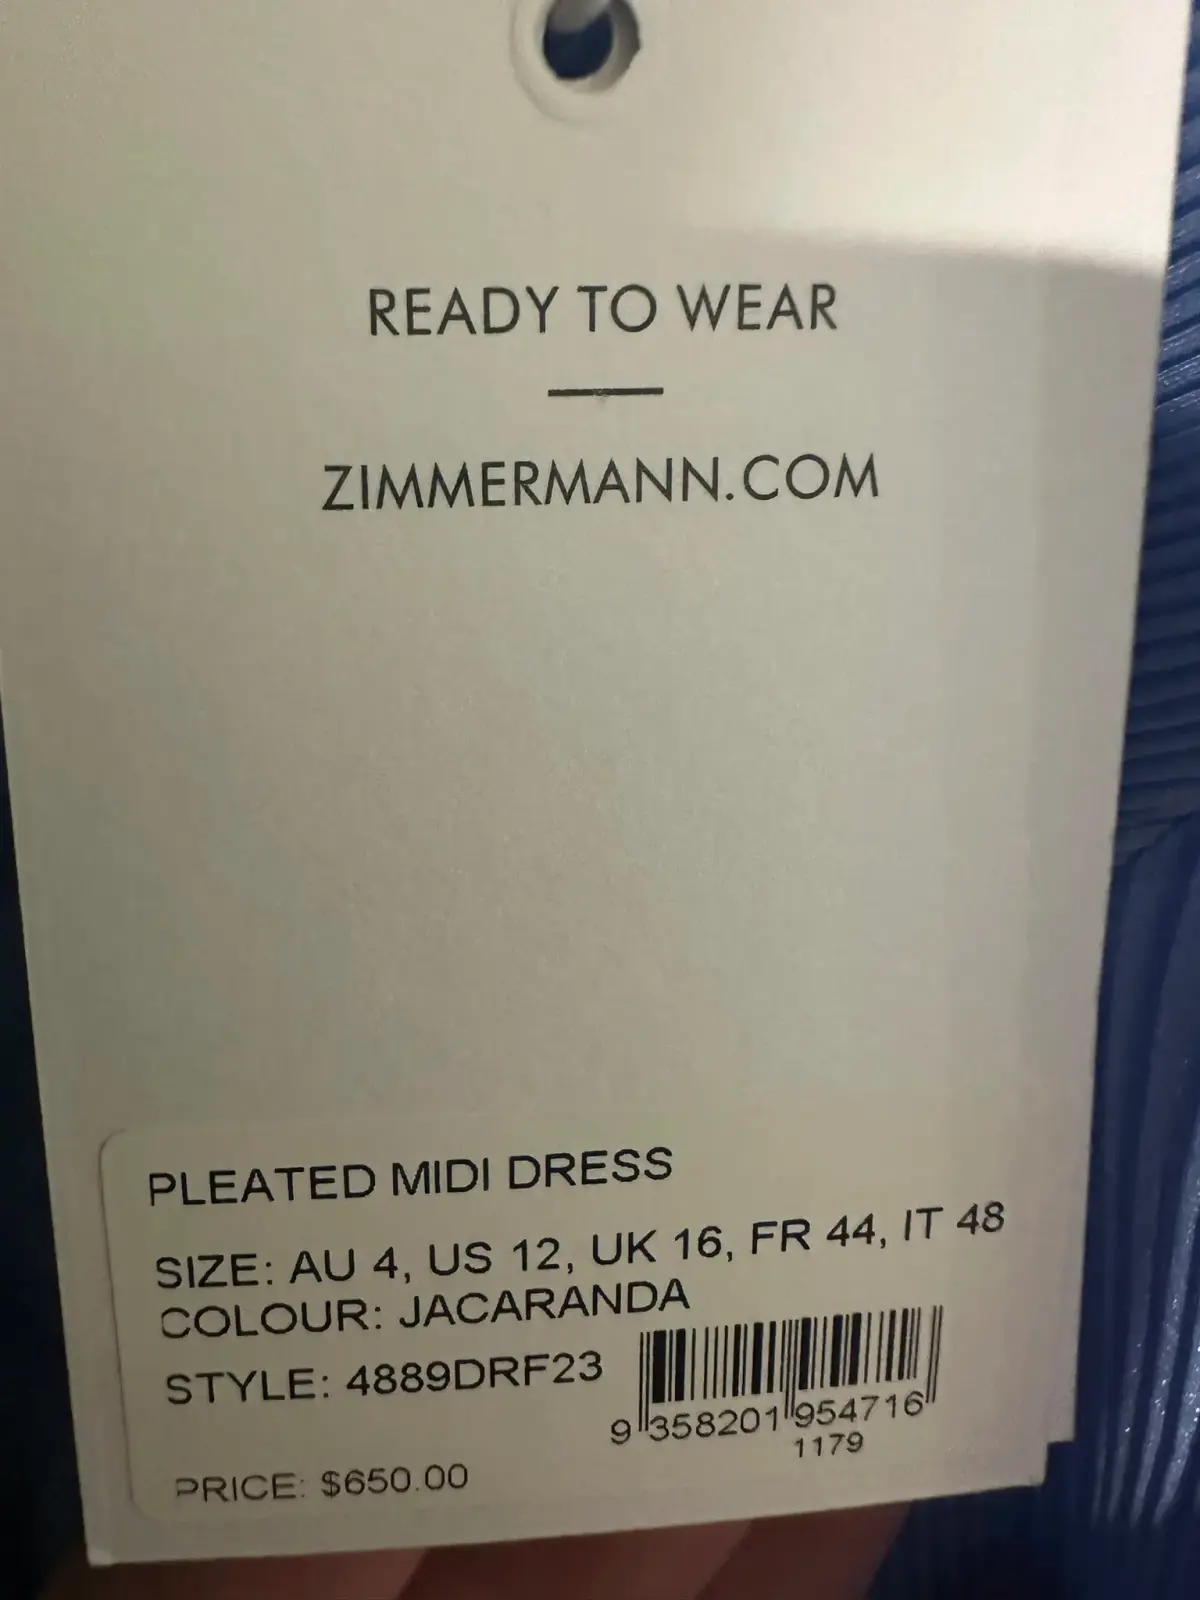 READY TO WEAR
ZIMMERMANN.COM
PLEATED MIDI DRESS
SIZE: AU 4, US 12, UK 16, FR 44, IT 48
COLOUR: JACARANDA
STYLE: 4889DRF23
9 358201 954716
1179
PRICE: $650.00